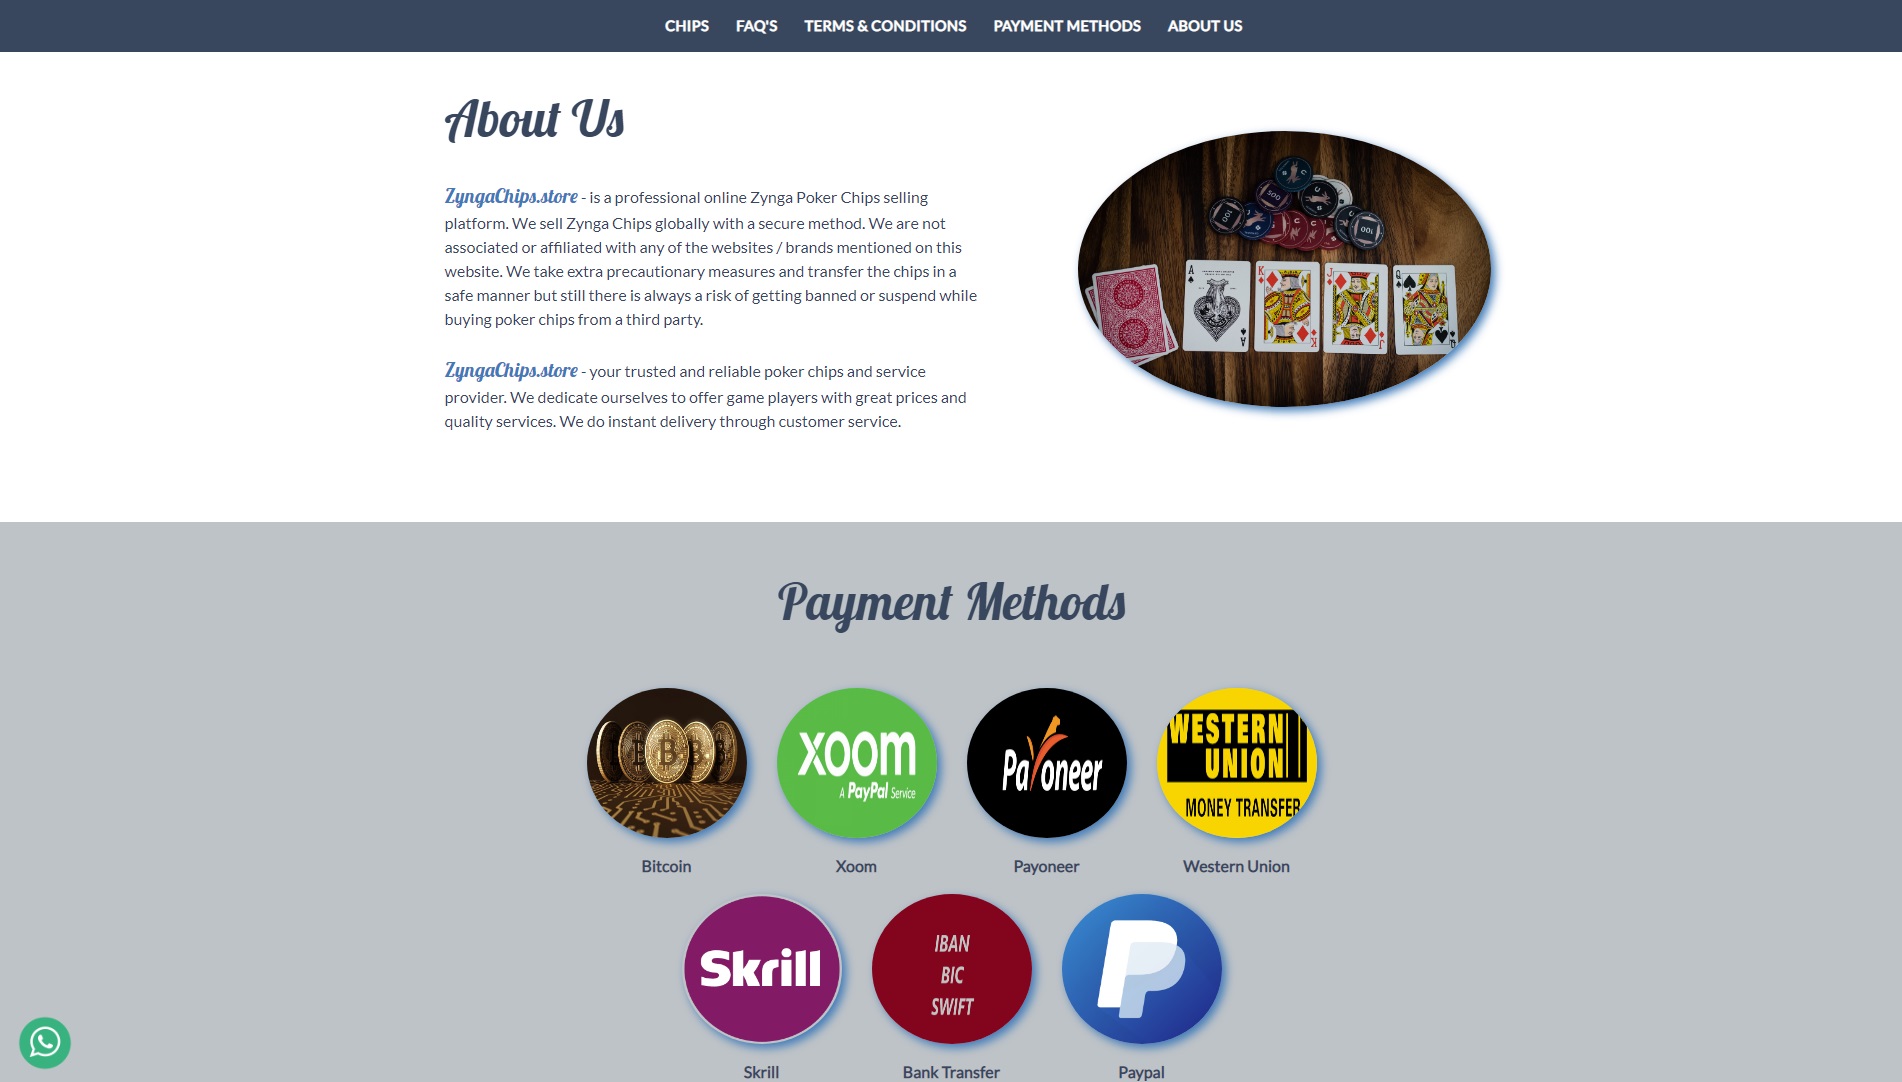 CHIPS FAQ'S TERMS & CONDITIONS PAYMENT METHODS ABOUT US
About Us
ZyngaChips.store - is a professional online Zynga Poker Chips selling
platform. We sell Zynga Chips globally with a secure method. We are not
associated or affiliated with any of the websites / brands mentioned on this
website. We take extra precautionary measures and transfer the chips in a
safe manner but still there is always a risk of getting banned or suspend while
buying poker chips from a third party.
ZyngaChips.store - your trusted and reliable poker chips and service
provider. We dedicate ourselves to offer game players with great prices and
quality services. We do instant delivery through customer service.
500
100
100
A K J Q
Payment Methods
xoom
A PayPal Service
Payoneer
WESTERN
UNION
MONEY TRANSFER
Bitcoin Xoom Payoneer Western Union
Skrill
IBAN
BIC
SWIFT
Skrill Bank Transfer Paypal